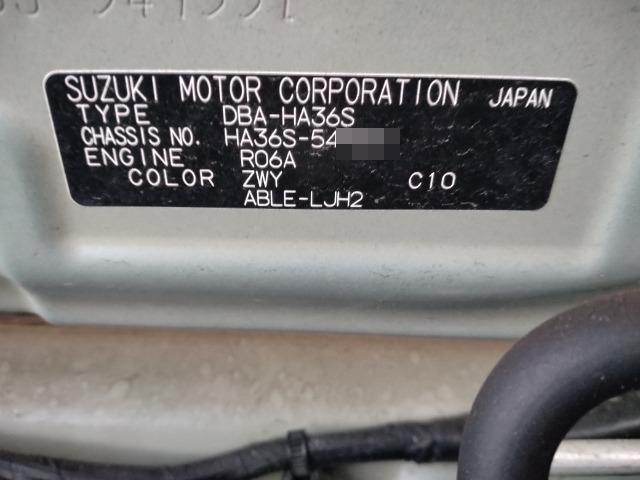 SUZUKI MOTOR CORPORATION JAPAN
TYPE DBA-HA36S
CHASSIS NO. HA36S-54
ENGINE R06A
COLOR ZWY C10
ABLE-LJH2